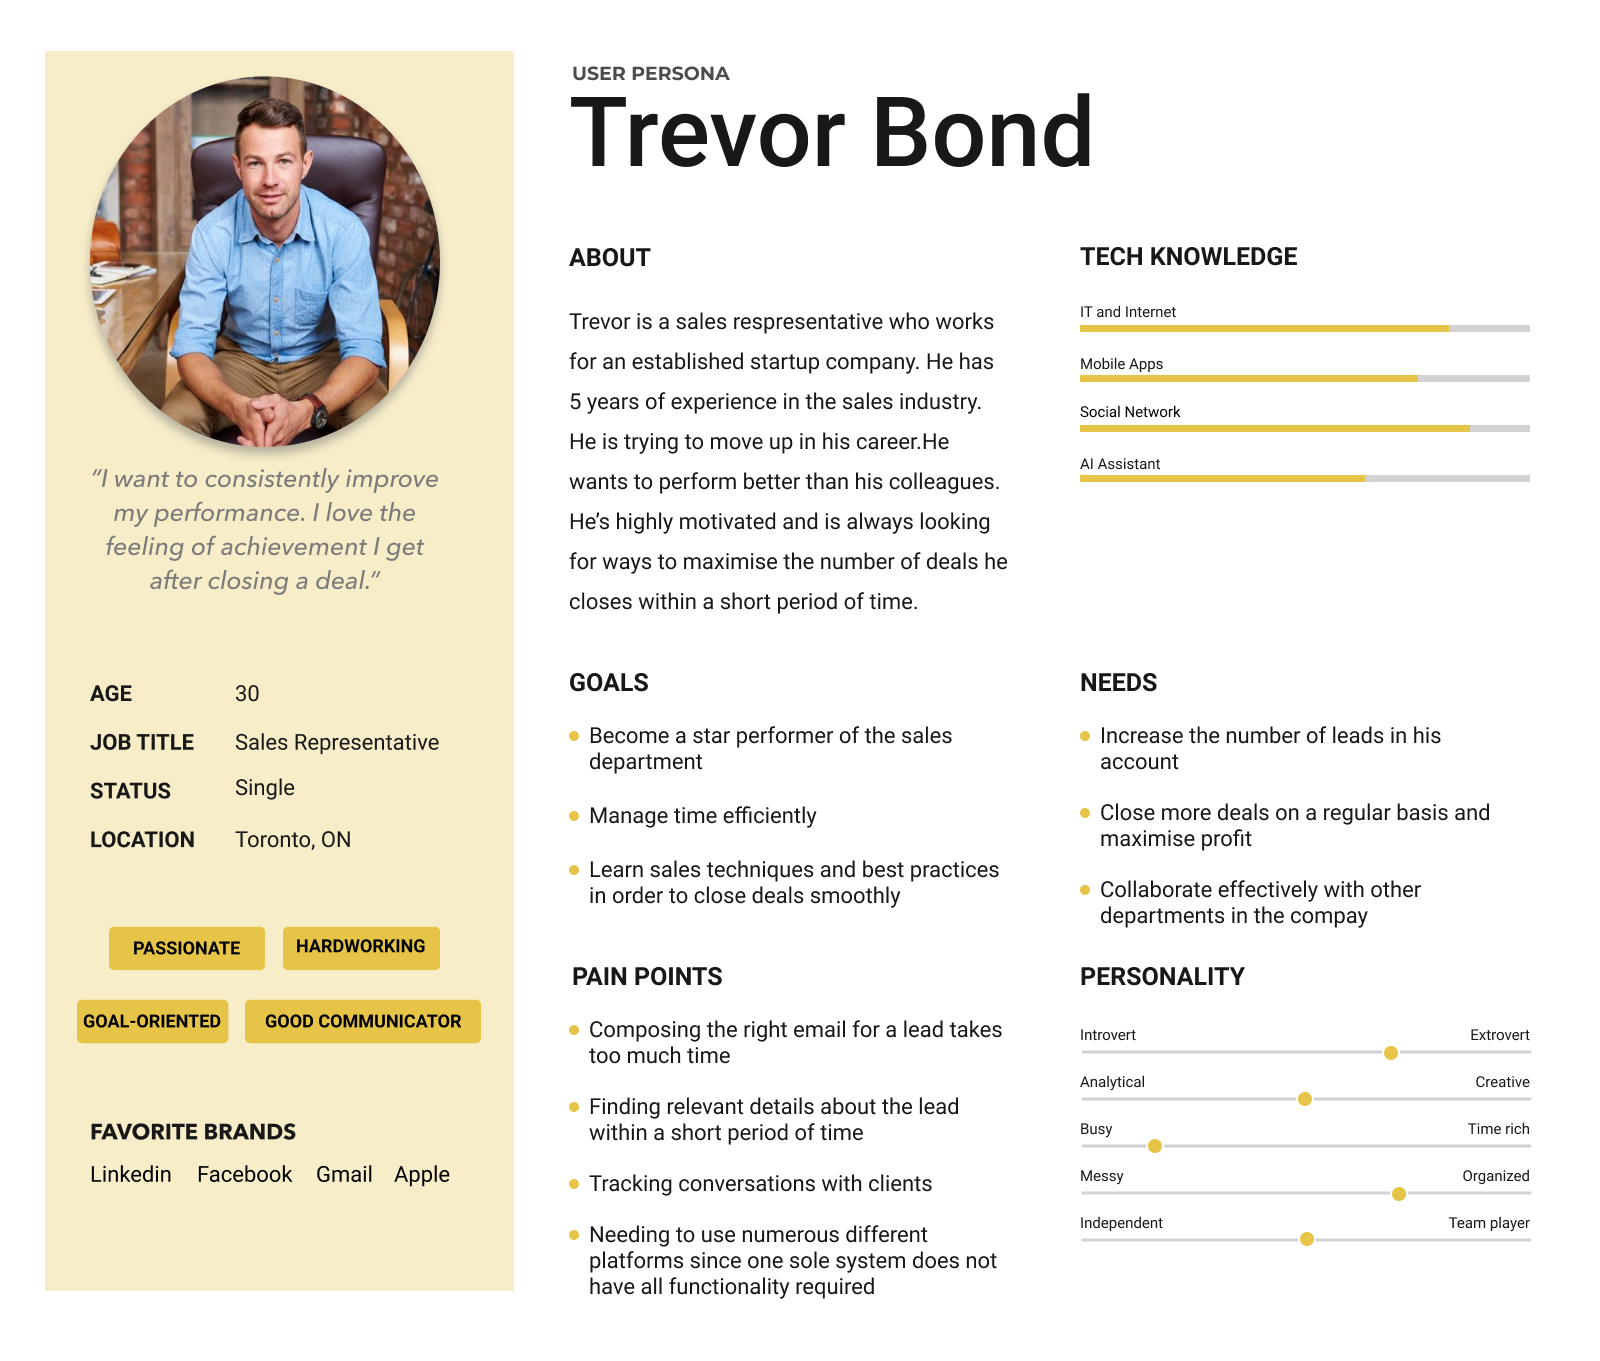 “I want to consistently improve
my performance. I love the
feeling of achievement I get
after closing a deal.”
AGE 30
JOB TITLE Sales Representative
STATUS Single
LOCATION Toronto, ON
PASSIONATE HARDWORKING
GOAL-ORIENTED GOOD COMMUNICATOR
FAVORITE BRANDS
Linkedin Facebook Gmail Apple
USER PERSONA
Trevor Bond
ABOUT
Trevor is a sales respresentative who works
for an established startup company. He has
5 years of experience in the sales industry.
He is trying to move up in his career.He
wants to perform better than his colleagues.
He’s highly motivated and is always looking
for ways to maximise the number of deals he
closes within a short period of time.
TECH KNOWLEDGE
IT and Internet
Mobile Apps
Social Network
AI Assistant
GOALS
Become a star performer of the sales
department
Manage time efficiently
Learn sales techniques and best practices
in order to close deals smoothly
NEEDS
Increase the number of leads in his
account
Close more deals on a regular basis and
maximise profit
Collaborate effectively with other
departments in the compay
PAIN POINTS
Composing the right email for a lead takes
too much time
Finding relevant details about the lead
within a short period of time
Tracking conversations with clients
Needing to use numerous different
platforms since one sole system does not
have all functionality required
PERSONALITY
Introvert Extrovert
Analytical Creative
Busy Time rich
Messy Organized
Independent Team player